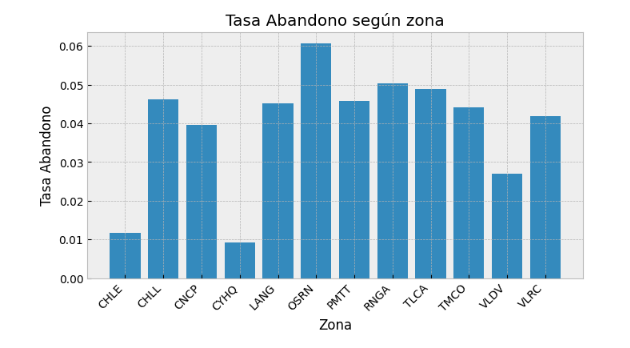 Tasa Abandono según zona
Tasa Abandono
0.06
0.05
0.04
0.03
0.02
0.01
0.00
CHLE
CHLL
CNCP
CYHQ
LANG
OSRN
PMTT
RNGA
TLCA
TMCO
VLDV
VLRC
Zona